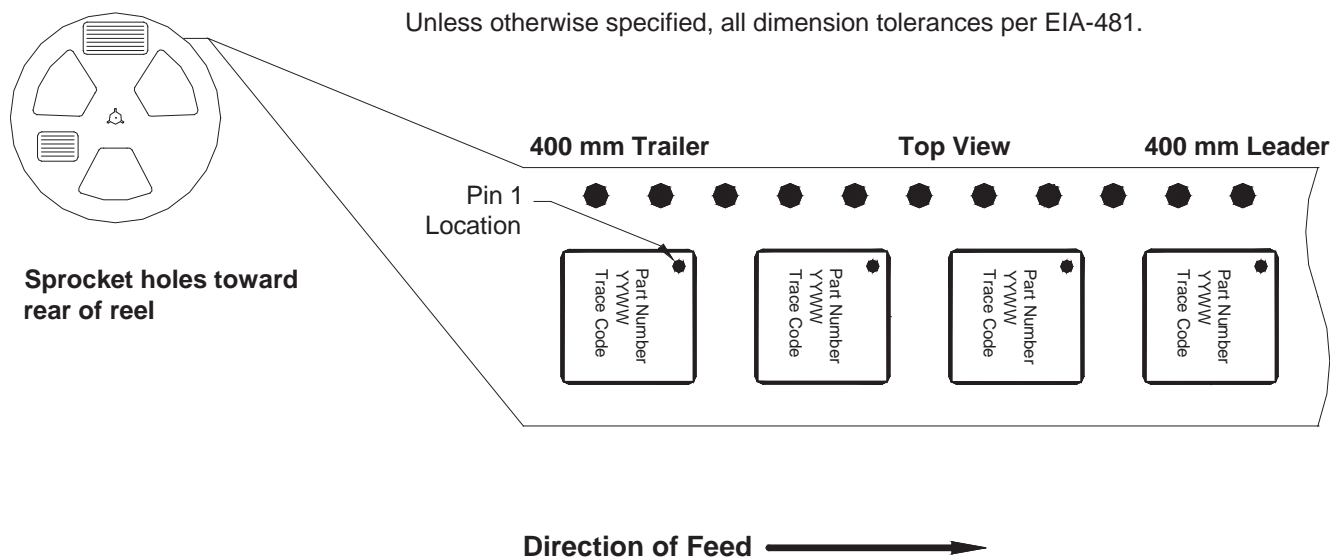 Unless otherwise specified, all dimension tolerances per EIA-481.
400 mm Trailer
Top View
400 mm Leader
Pin 1
Location
Sprocket holes toward
rear of reel
Part Number
YYWW
Trace Code
Part Number
YYWW
Trace Code
Part Number
YYWW
Trace Code
Part Number
YYWW
Trace Code
Direction of Feed